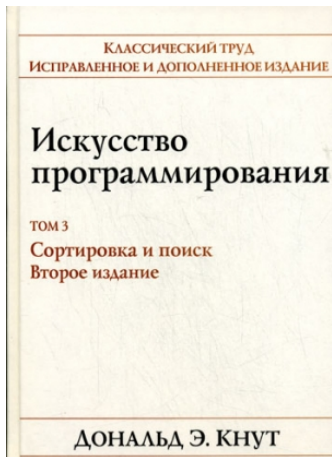 Классический труд
Исправленное и дополненное издание
Искусство
программирования
ТОМ 3
Сортировка и поиск
Второе издание
Дональд Э. Кнут